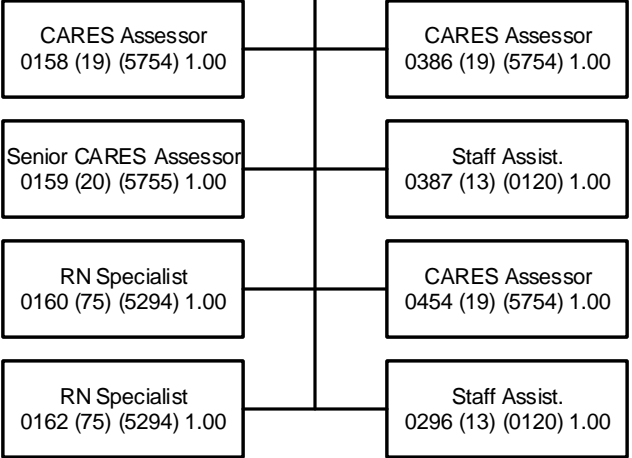 CARES Assessor
0158 (19) (5754) 1.00
CARES Assessor
0386 (19) (5754) 1.00
Senior CARES Assessor
0159 (20) (5755) 1.00
Staff Assist.
0387 (13) (0120) 1.00
RN Specialist
0160 (75) (5294) 1.00
CARES Assessor
0454 (19) (5754) 1.00
RN Specialist
0162 (75) (5294) 1.00
Staff Assist.
0296 (13) (0120) 1.00